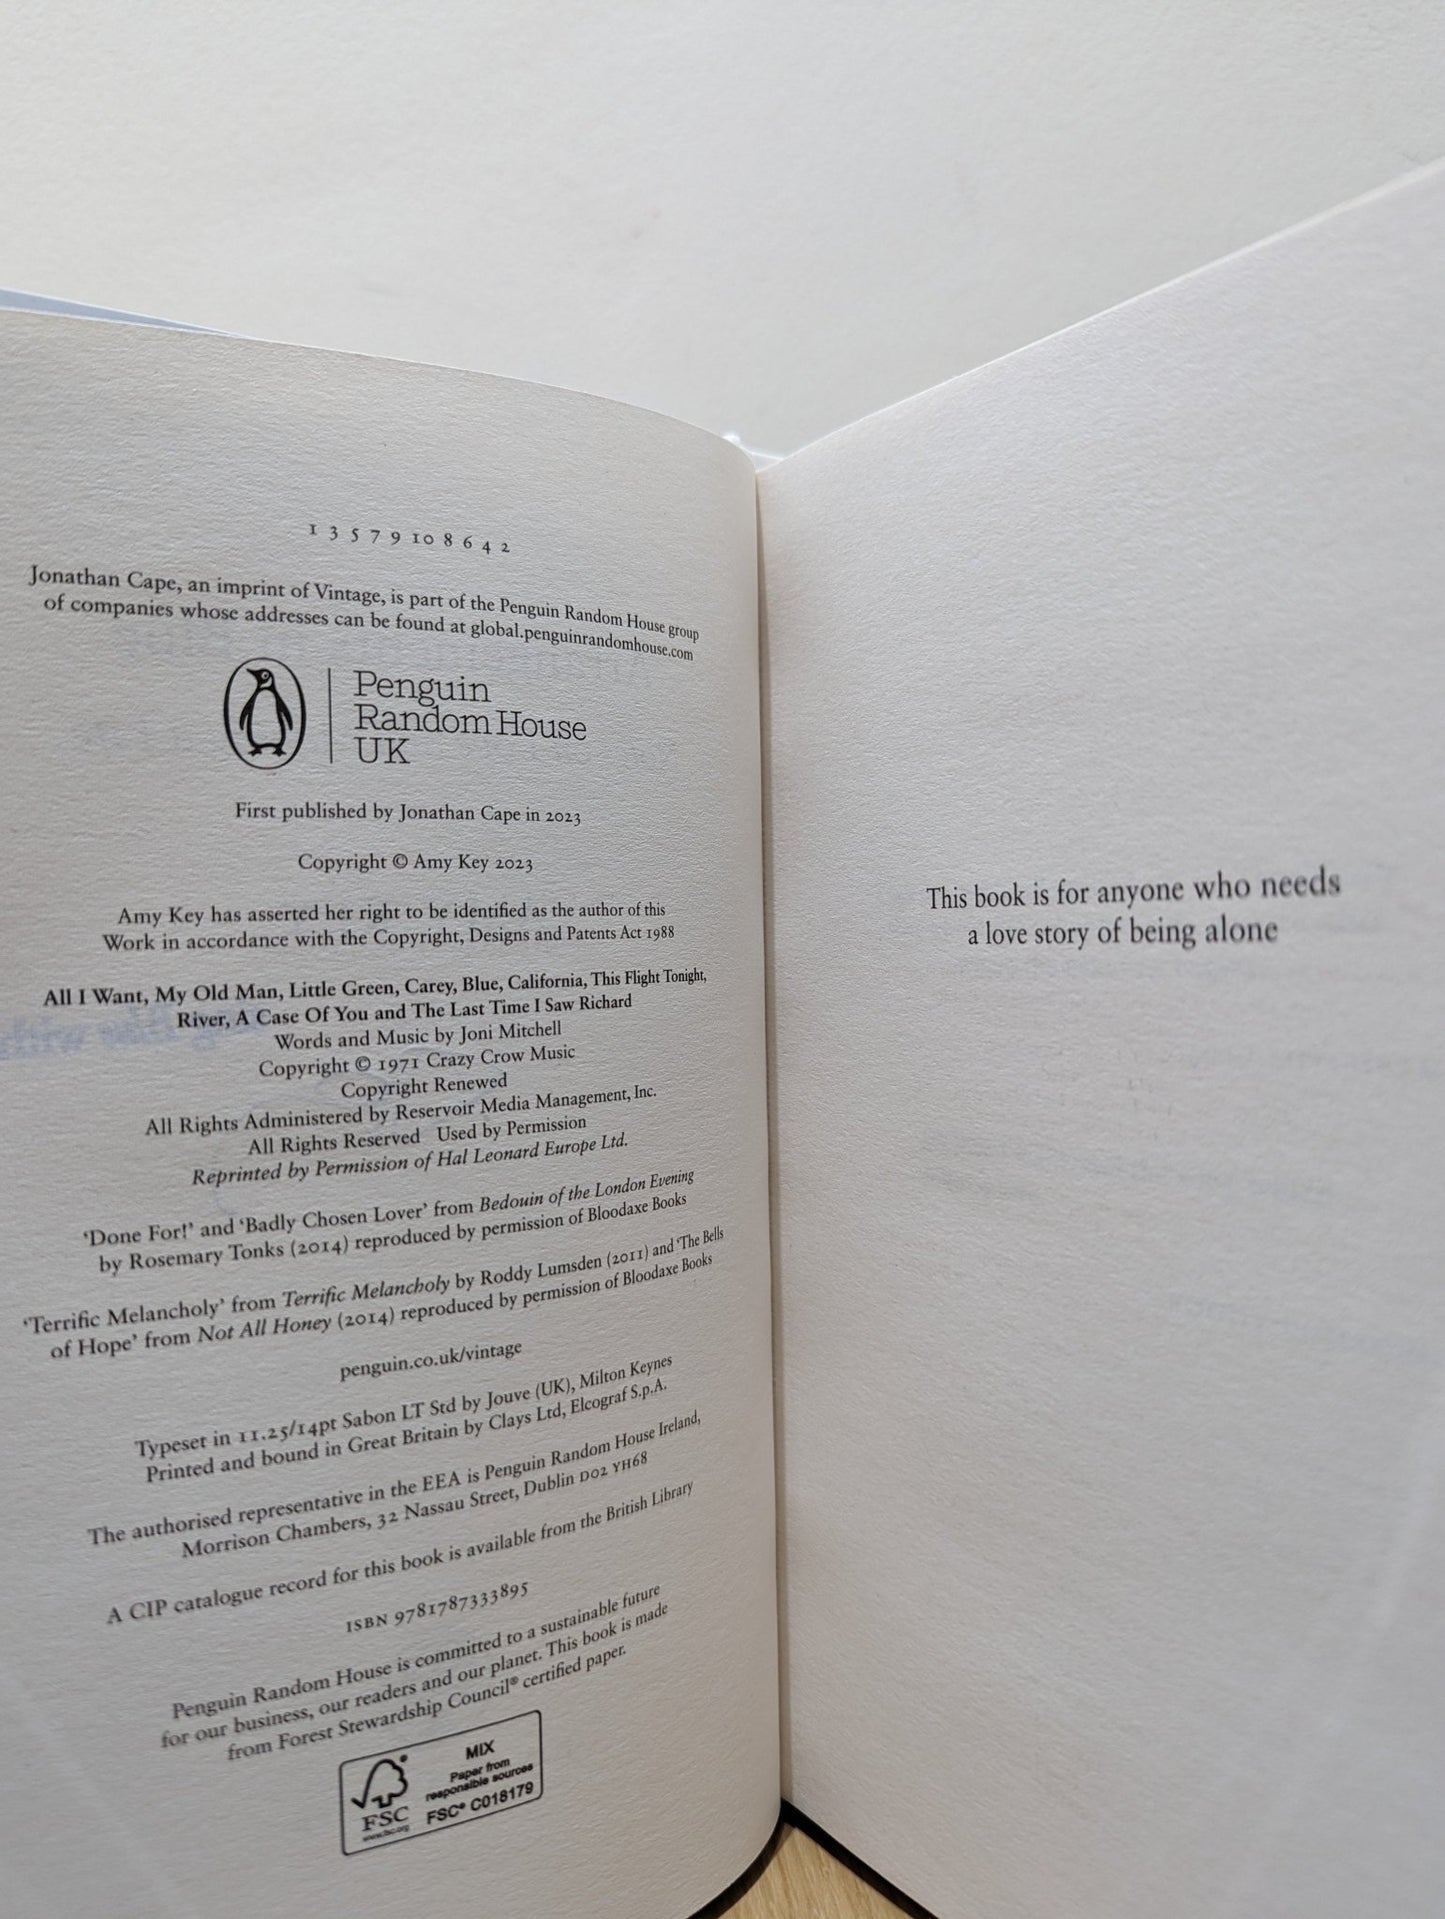 1 3 5 7 9 10 8 6 4 2
Jonathan Cape, an imprint of Vintage, is part of the Penguin Random House group
of companies whose addresses can be found at global.penguinrandomhouse.com
Penguin
Random House
UK
First published by Jonathan Cape in 2023
Copyright © Amy Key 2023
Amy Key has asserted her right to be identified as the author of this
Work in accordance with the Copyright, Designs and Patents Act 1988
All I Want, My Old Man, Little Green, Carey, Blue, California, This Flight Tonight,
River, A Case Of You and The Last Time I Saw Richard
Words and Music by Joni Mitchell
Copyright © 1971 Crazy Crow Music
Copyright Renewed
All Rights Administered by Reservoir Media Management, Inc.
All Rights Reserved Used by Permission
Reprinted by Permission of Hal Leonard Europe Ltd.
‘Done For!’ and ‘Badly Chosen Lover’ from Bedouin of the London Evening
by Rosemary Tonks (2014) reproduced by permission of Bloodaxe Books
‘Terrific Melancholy’ from Terrific Melancholy by Roddy Lumsden (2011) and ‘The Bells
of Hope’ from Not All Honey (2014) reproduced by permission of Bloodaxe Books
penguin.co.uk/vintage
Typeset in 11.25/14pt Sabon LT Std by Jouve (UK), Milton Keynes
Printed and bound in Great Britain by Clays Ltd, Elcograf S.p.A.
The authorised representative in the EEA is Penguin Random House Ireland,
Morrison Chambers, 32 Nassau Street, Dublin D02 YH68
A CIP catalogue record for this book is available from the British Library
ISBN 9781787333895
Penguin Random House is committed to a sustainable future
for our business, our readers and our planet. This book is made
from Forest Stewardship Council® certified paper.
FSC
www.fsc.org
MIX
Paper from
responsible sources
FSC® C018179
This book is for anyone who needs
a love story of being alone